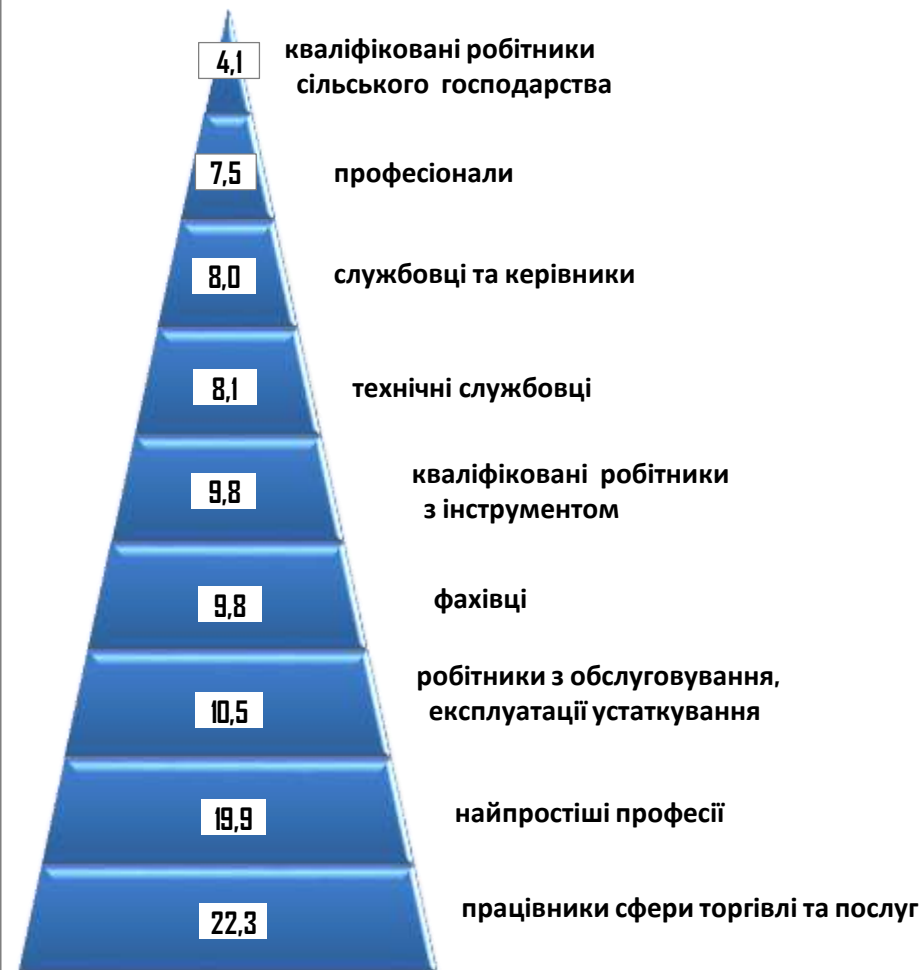 4,1
кваліфіковані робітники
сільського господарства
7,5
професіонали
8,0
службовці та керівники
8,1
технічні службовці
9,8
кваліфіковані робітники
з інструментом
9,8
фахівці
10,5
робітники з обслуговування,
експлуатації устаткування
19,9
найпростіші професії
22,3
працівники сфери торгівлі та послуг